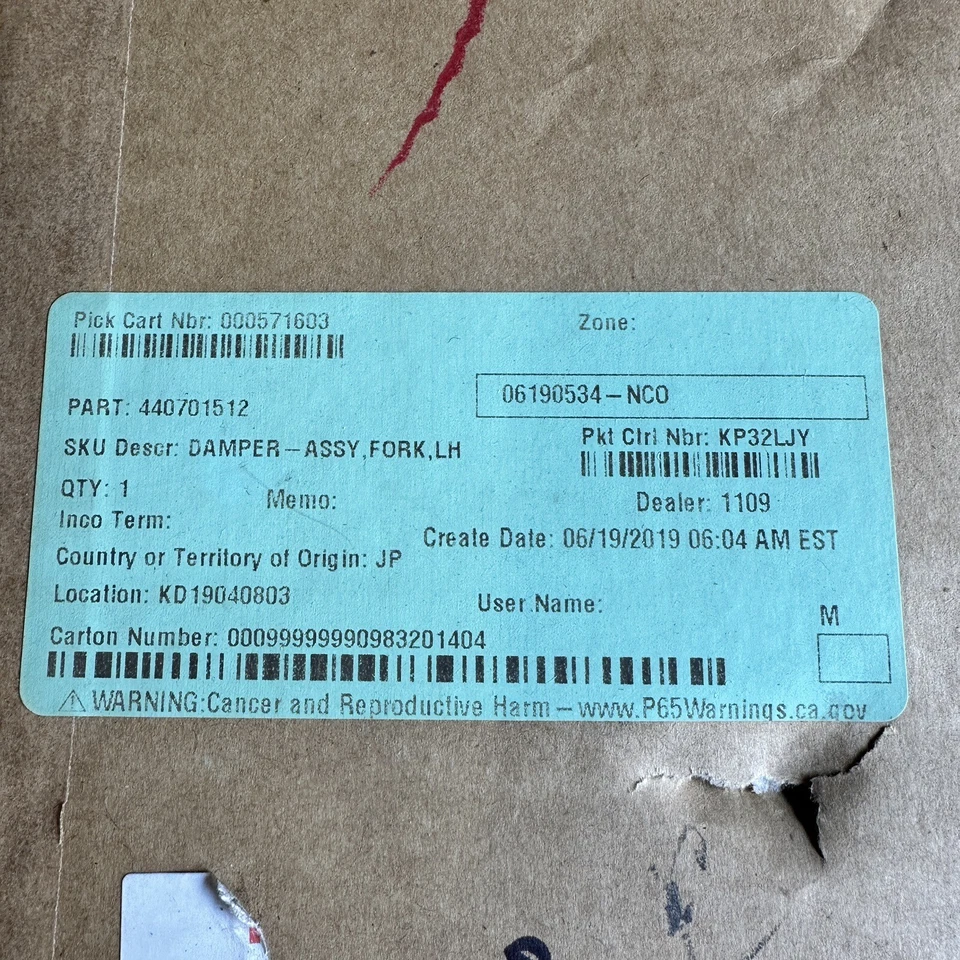 Pick Cart Nbr: 000571603
Zone:
06190534-NCO
PART: 440701512
Pkt Ctrl Nbr: KP32LJY
SKU Descr: DAMPER-ASSY,FORK,LH
QTY: 1
Memo:
Dealer: 1109
Inco Term:
Create Date: 06/19/2019 06:04 AM EST
Country or Territory of Origin: JP
Location: KD19040803
User Name:
M
Carton Number: 00099999990983201404
⚠ WARNING:Cancer and Reproductive Harm-www.P65Warnings.ca.gov